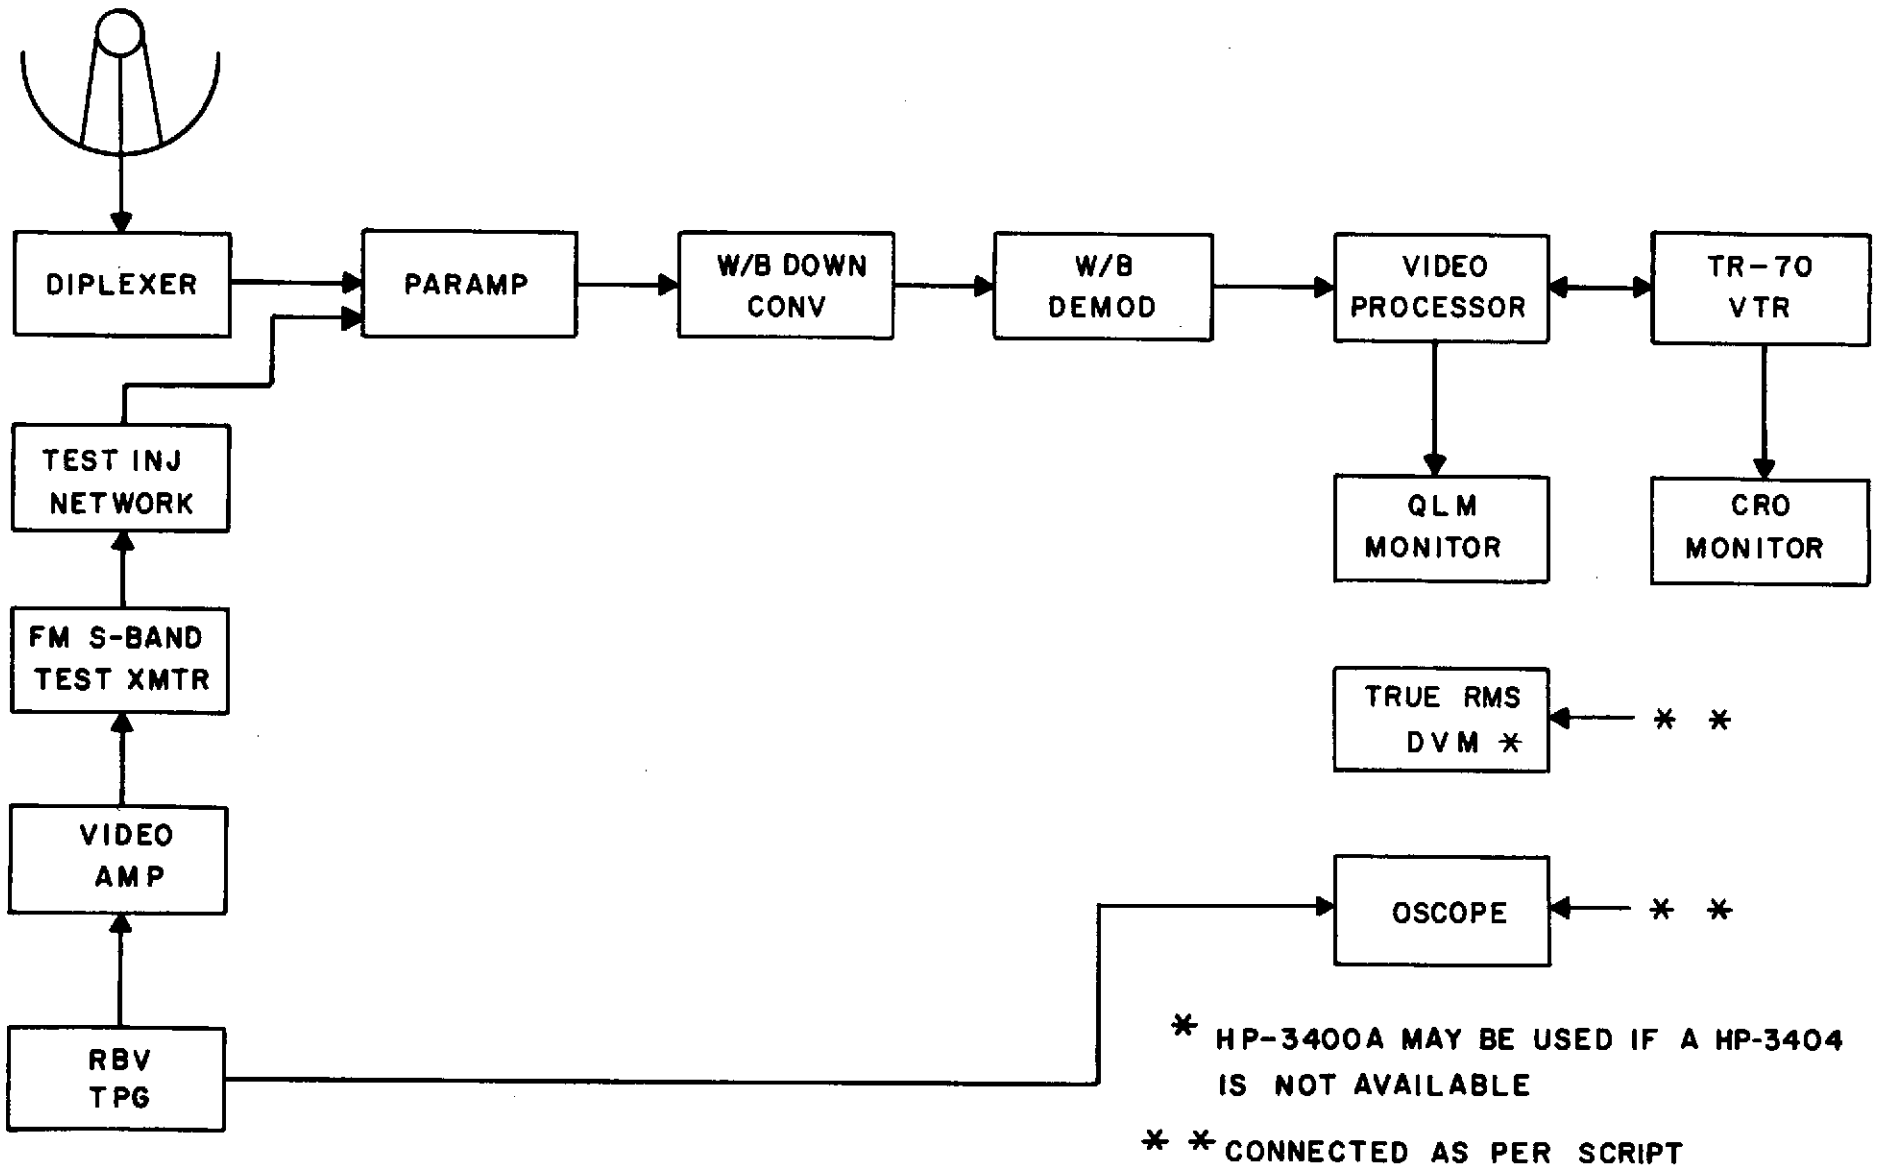 DIPLEXER
PARAMP
W/B DOWN
CONV
W/B
DEMOD
VIDEO
PROCESSOR
TR-70
VTR
TEST INJ
NETWORK
QLM
MONITOR
CRO
MONITOR
FM S-BAND
TEST XMTR
TRUE RMS
DVM *
* *
VIDEO
AMP
OSCOPE
* *
RBV
TPG
* HP-3400A MAY BE USED IF A HP-3404
IS NOT AVAILABLE
* * CONNECTED AS PER SCRIPT